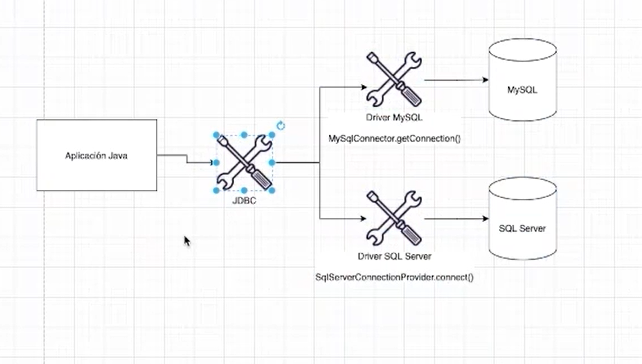 Aplicación Java
JDBC
Driver MySQL
MySqlConnector.getConnection()
MySQL
Driver SQL Server
SqlServerConnectionProvider.connect()
SQL Server